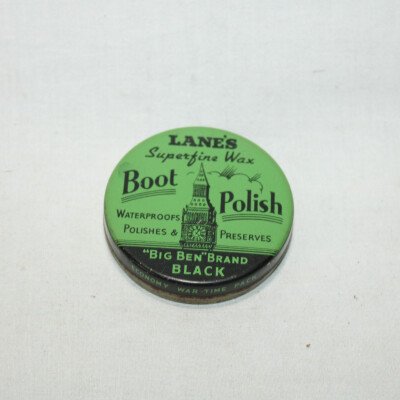 LANE'S
Superfine Wax
Boot Polish
WATERPROOFS
POLISHES & PRESERVES
"BIG BEN" BRAND
BLACK
ECONOMY WAR-TIME PACK